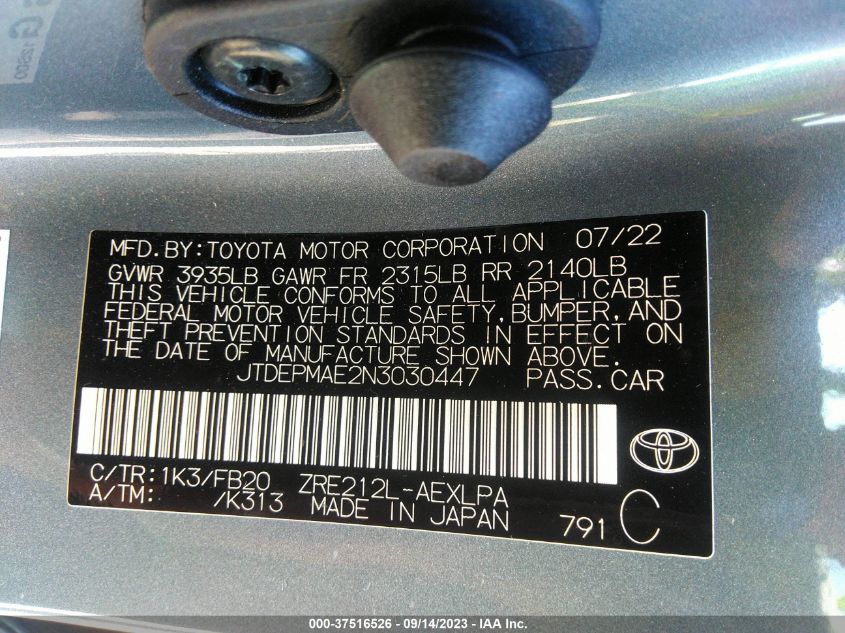 G 12500
MFD. BY: TOYOTA MOTOR CORPORATION 07/22
GVWR 3935LB GAWR FR 2315LB RR 2140LB
THIS VEHICLE CONFORMS TO ALL APPLICABLE
FEDERAL MOTOR VEHICLE SAFETY, BUMPER, AND
THEFT PREVENTION STANDARDS IN EFFECT ON
THE DATE OF MANUFACTURE SHOWN ABOVE.
JTDEPMAE2N3030447 PASS. CAR
C/TR: 1K3/FB20 ZRE212L-AEXLPA
A/TM: /K313 MADE IN JAPAN 791 C
000-37516526 - 09/14/2023 - IAA Inc.